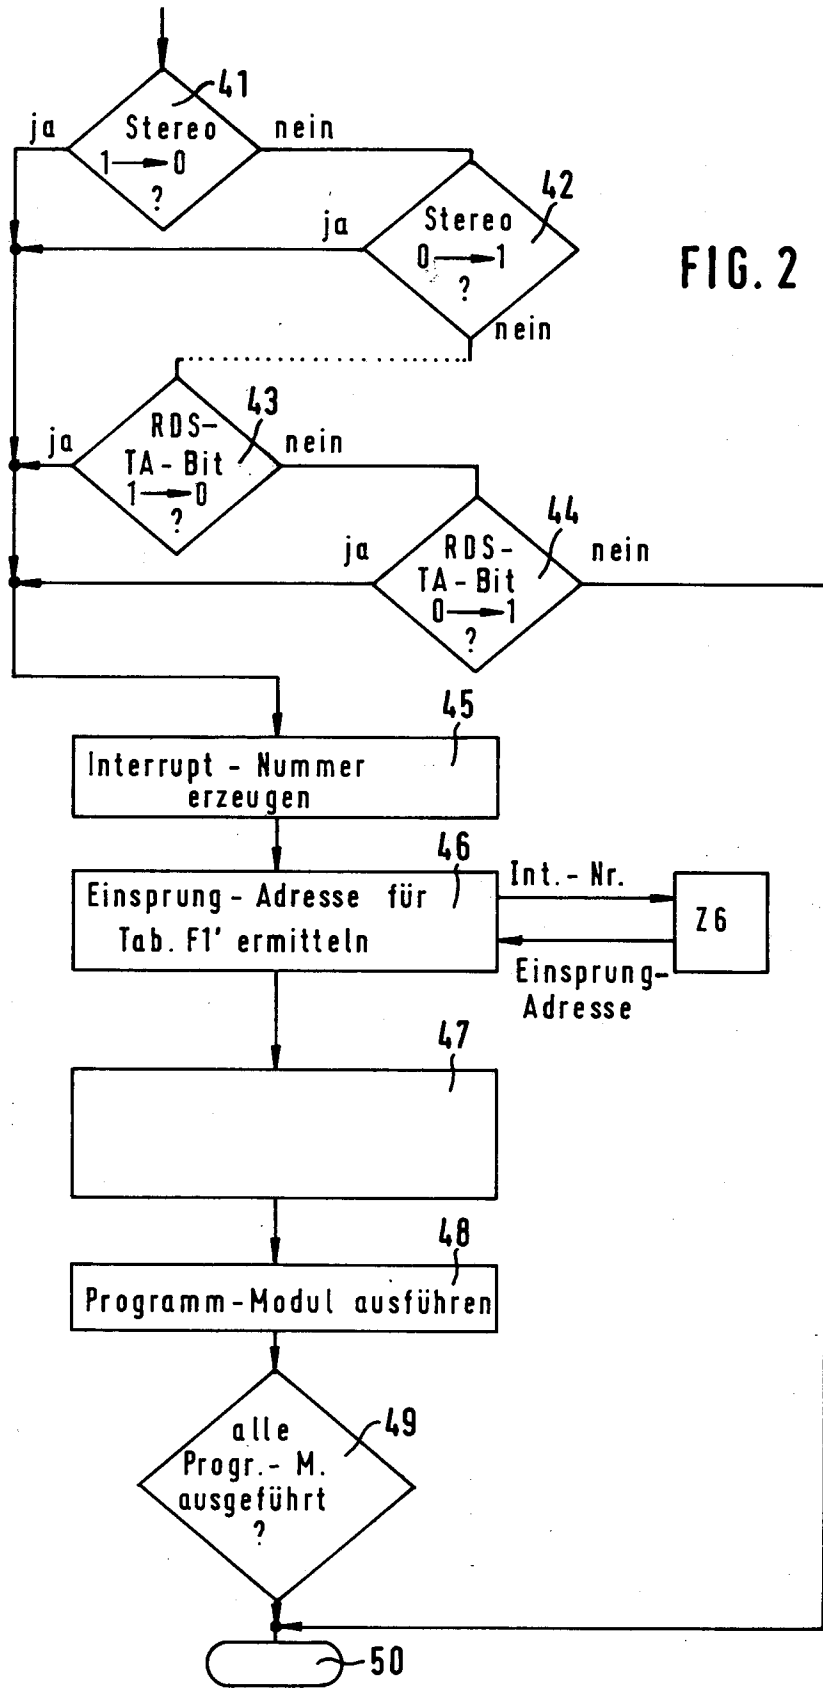 41
ja
Stereo
nein
1→0
?
42
ja
Stereo
0→1
?
FIG. 2
nein
43
ja
RDS-
nein
TA-Bit
1→0
?
44
ja
RDS-
nein
TA-Bit
0→1
?
45
Interrupt - Nummer
erzeugen
46
Einsprung-Adresse für
Tab. F1' ermitteln
Int.-Nr.
Z6
Einsprung-
Adresse
47
48
Programm-Modul ausführen
49
alle
Progr.- M.
ausgeführt
?
50